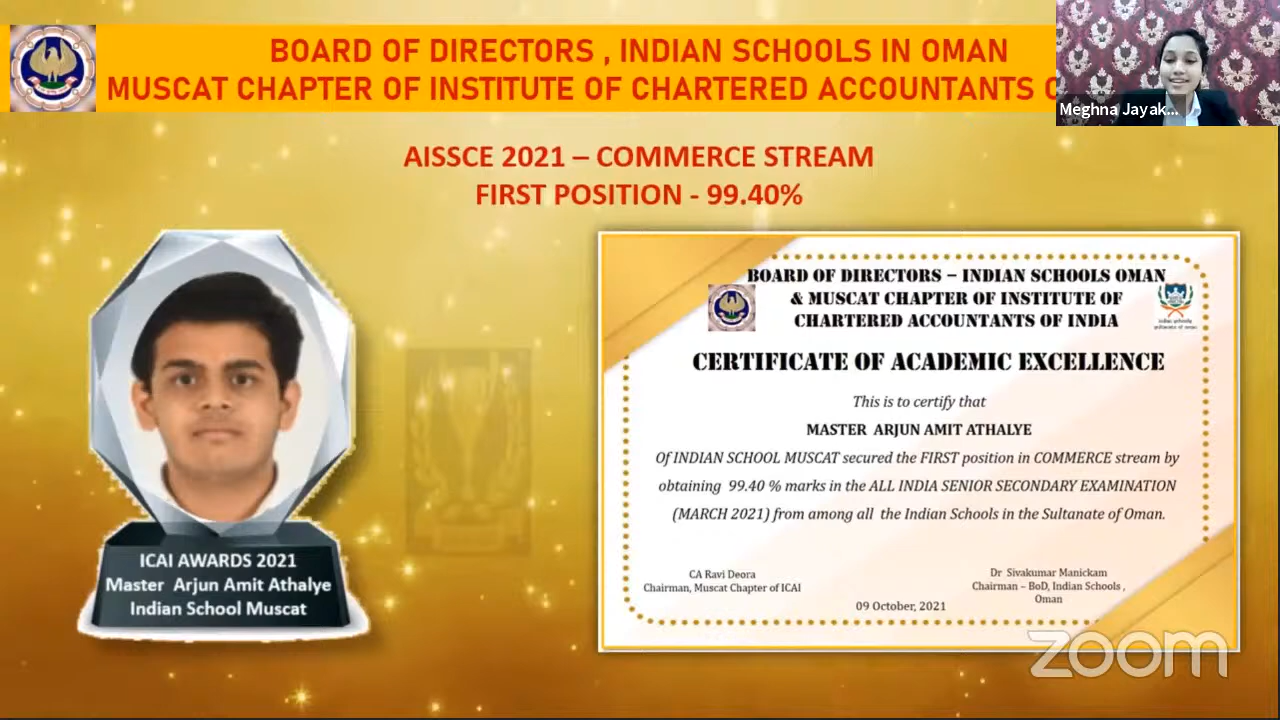 BOARD OF DIRECTORS , INDIAN SCHOOLS IN OMAN
MUSCAT CHAPTER OF INSTITUTE OF CHARTERED ACCOUNTANTS
Meghna Jayak...
AISSCE 2021 – COMMERCE STREAM
FIRST POSITION - 99.40%
ICAI AWARDS 2021
Master Arjun Amit Athalye
Indian School Muscat
BOARD OF DIRECTORS – INDIAN SCHOOLS OMAN
& MUSCAT CHAPTER OF INSTITUTE OF
CHARTERED ACCOUNTANTS OF INDIA
CERTIFICATE OF ACADEMIC EXCELLENCE
This is to certify that
MASTER ARJUN AMIT ATHALYE
Of INDIAN SCHOOL MUSCAT secured the FIRST position in COMMERCE stream by
obtaining 99.40 % marks in the ALL INDIA SENIOR SECONDARY EXAMINATION
(MARCH 2021) from among all the Indian Schools in the Sultanate of Oman.
CA Ravi Deora
Chairman, Muscat Chapter of ICAI
Dr Sivakumar Manickam
Chairman – BoD, Indian Schools ,
Oman
09 October, 2021
zoom